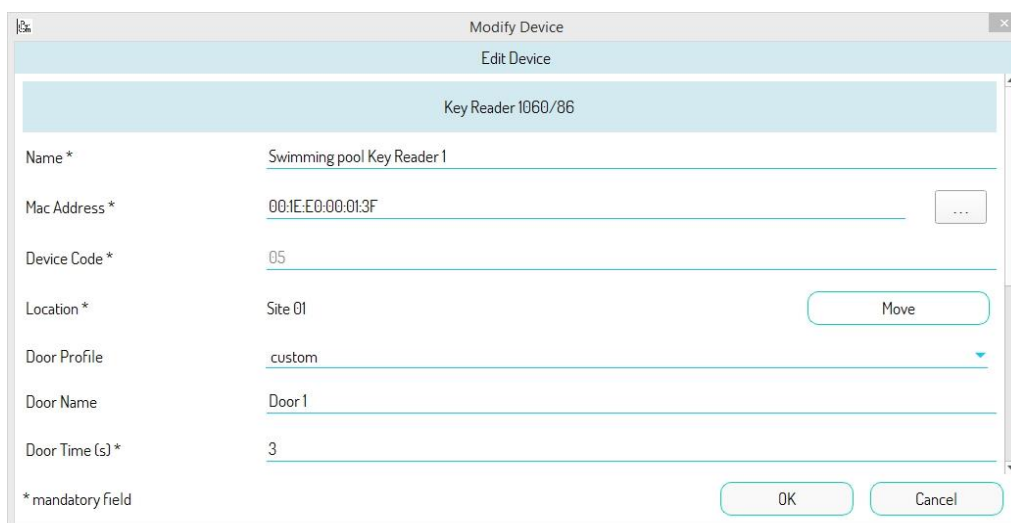 Modify Device
Edit Device
Key Reader 1060/86
Name * Swimming pool Key Reader 1
Mac Address * 00:1E:E0:00:01:3F ...
Device Code * 05
Location * Site 01 Move
Door Profile custom
Door Name Door 1
Door Time (s) * 3
* mandatory field OK Cancel